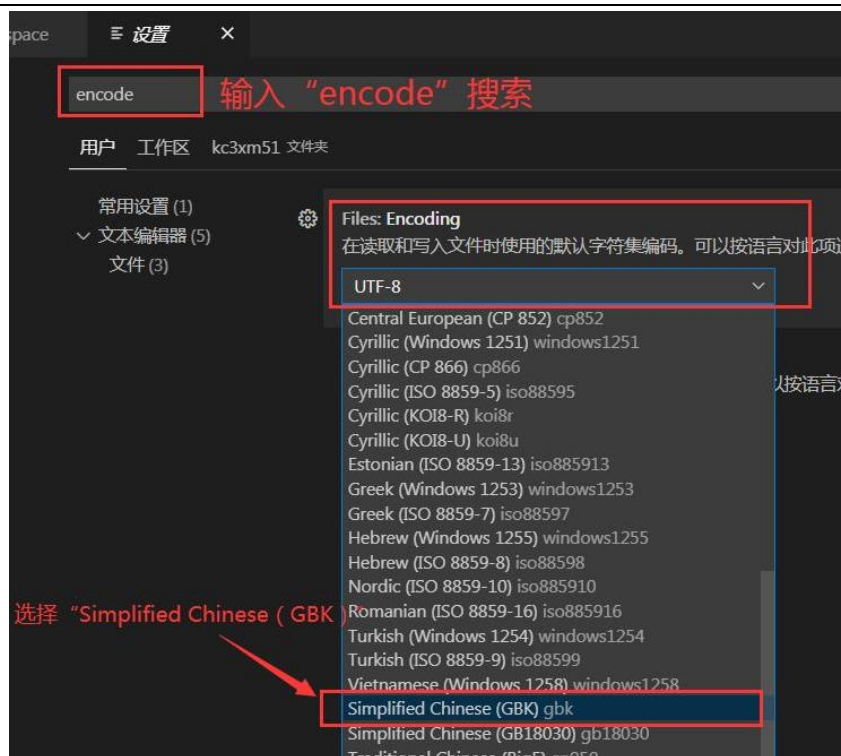 space
设置
encode
输入“encode”搜索
用户 工作区 kc3xm51 文件夹
常用设置 (1)
文本编辑器 (5)
文件 (3)
Files: Encoding
在读取和写入文件时使用的默认字符集编码。可以按语言对此项
UTF-8
Central European (CP 852) cp852
Cyrillic (Windows 1251) windows1251
Cyrillic (CP 866) cp866
以按语言
Cyrillic (ISO 8859-5) iso88595
Cyrillic (KOI8-R) koi8r
Cyrillic (KOI8-U) koi8u
Estonian (ISO 8859-13) iso885913
Greek (Windows 1253) windows1253
Greek (ISO 8859-7) iso88597
Hebrew (Windows 1255) windows1255
Hebrew (ISO 8859-8) iso88598
Nordic (ISO 8859-10) iso885910
选择“Simplified Chinese（GBK）”
Romanian (ISO 8859-16) iso885916
Turkish (Windows 1254) windows1254
Turkish (ISO 8859-9) iso88599
Vietnamese (Windows 1258) windows1258
Simplified Chinese (GBK) gbk
Simplified Chinese (GB18030) gb18030